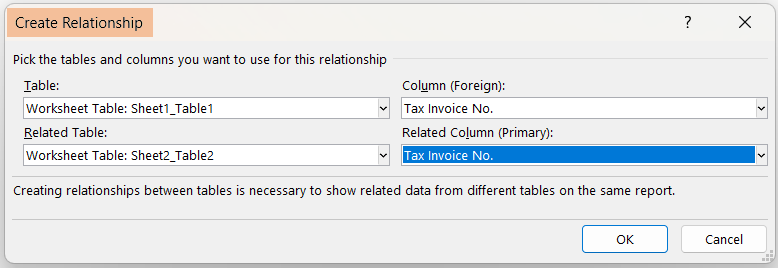 Create Relationship
? 
Pick the tables and columns you want to use for this relationship
Table: Column (Foreign):
Worksheet Table: Sheet1_Table1 Tax Invoice No.
Related Table: Related Column (Primary):
Worksheet Table: Sheet2_Table2 Tax Invoice No.
Creating relationships between tables is necessary to show related data from different tables on the same report.
OK Cancel